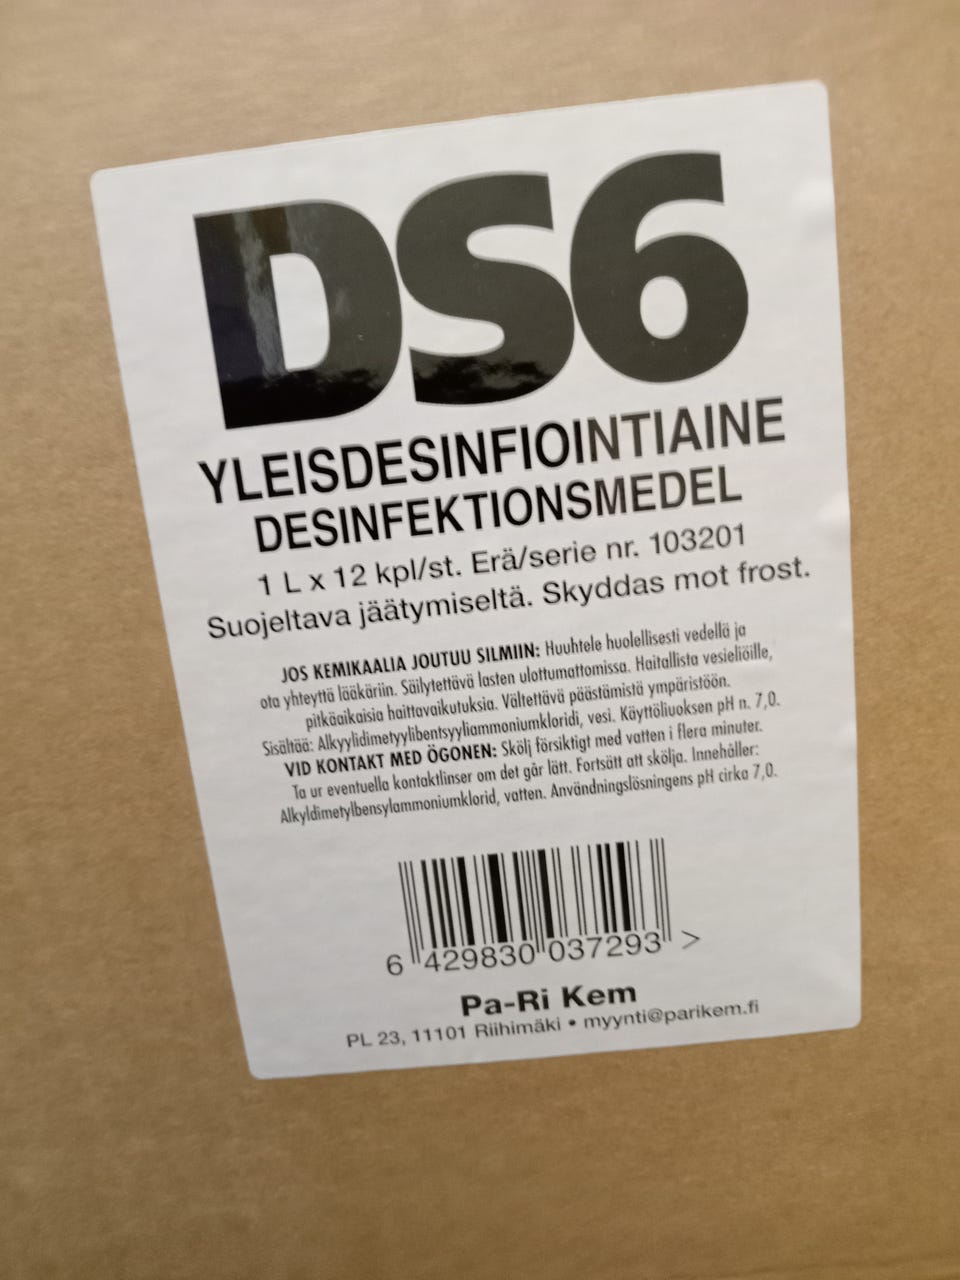 DS6
YLEISDESINFIOINTIAINE
DESINFEKTIONSMEDEL
1 L x 12 kpl/st. Erä/serie nr. 103201
Suojeltava jäätymiseltä. Skyddas mot frost.
JOS KEMIKAALIA JOUTUU SILMIIN: Huuhtele huolellisesti vedellä ja
ota yhteyttä lääkäriin. Säilytettävä lasten ulottumattomissa. Haitallista vesieliöille,
pitkäaikaisia haittavaikutuksia. Vältettävä päästämistä ympäristöön.
Sisältää: Alkyylidimetyylibentsyyliammoniumkloridi, vesi. Käyttöliuoksen pH n. 7,0.
VID KONTAKT MED ÖGONEN: Skölj försiktigt med vatten i flera minuter.
Ta ur eventuella kontaktlinser om det går lätt. Fortsätt att skölja. Innehåller:
Alkyldimetylbensylammoniumklorid, vatten. Användningslösningens pH cirka 7,0.
6 429830 037293 >
Pa-Ri Kem
PL 23, 11101 Riihimäki • myynti@parikem.fi